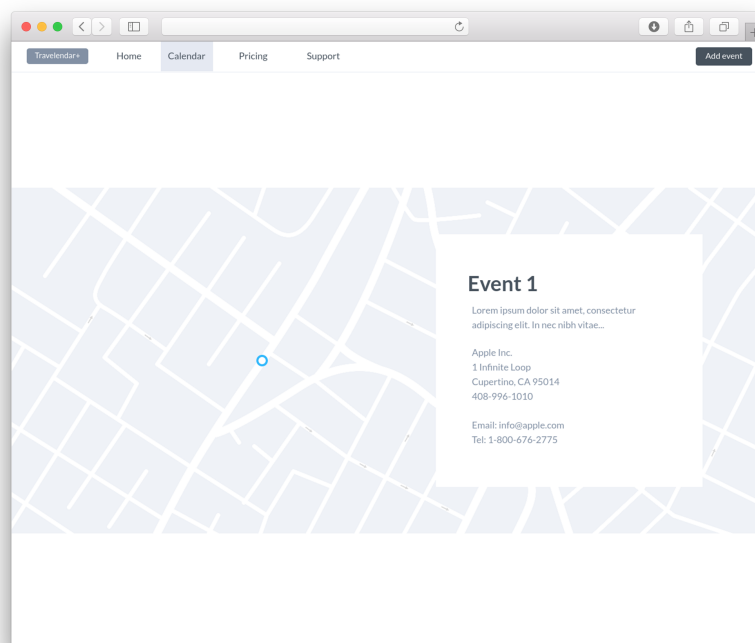 Travelendar+
Home
Calendar
Pricing
Support
Add event
Event 1
Lorem ipsum dolor sit amet, consectetur
adipiscing elit. In nec nibh vitae...
Apple Inc.
1 Infinite Loop
Cupertino, CA 95014
408-996-1010
Email: info@apple.com
Tel: 1-800-676-2775